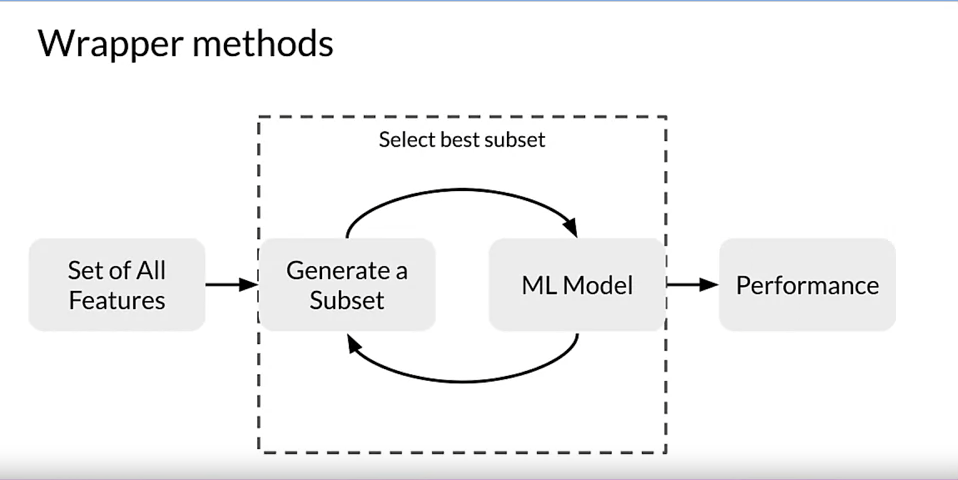 Wrapper methods
Select best subset
Set of All
Features
Generate a
Subset
ML Model
Performance